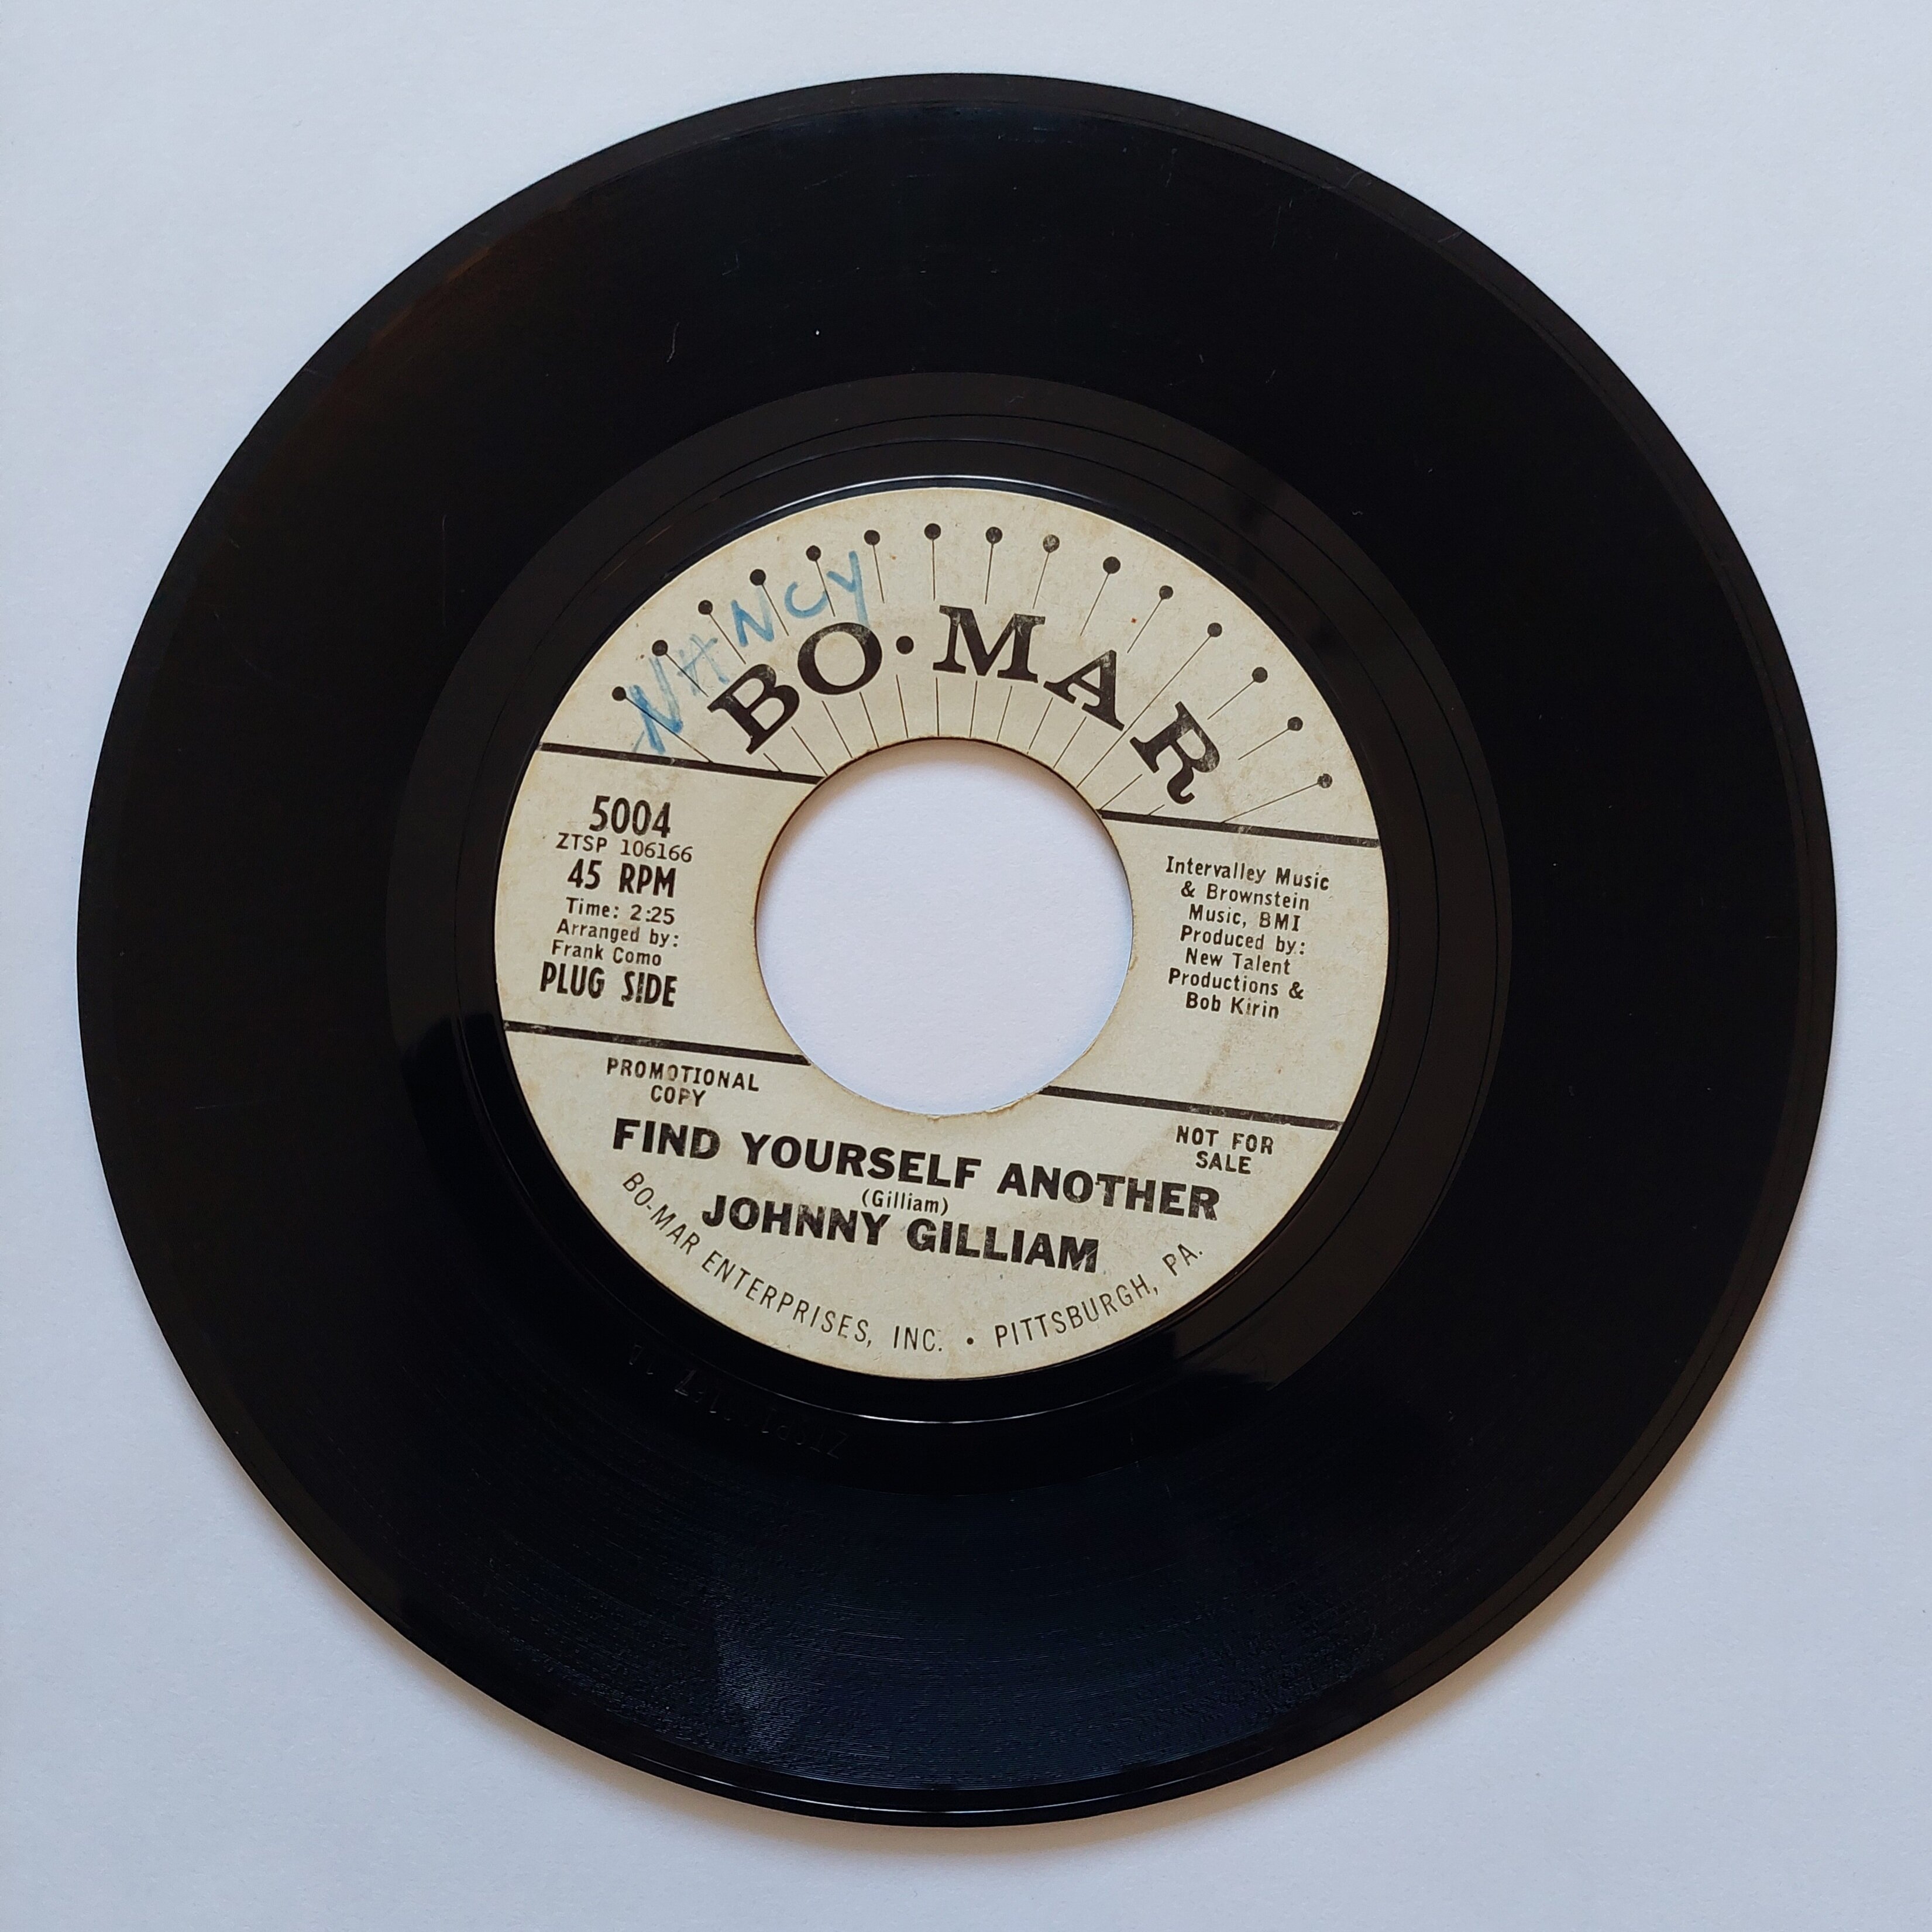 NANCY
BO·MAR
5004
ZTSP 106166
45 RPM
Time: 2:25
Arranged by:
Frank Como
PLUG SIDE
Intervalley Music
& Brownstein
Music, BMI
Produced by:
New Talent
Productions &
Bob Kirin
PROMOTIONAL
COPY
NOT FOR
SALE
FIND YOURSELF ANOTHER
(Gilliam)
JOHNNY GILLIAM
BO-MAR ENTERPRISES, INC. • PITTSBURGH, PA.